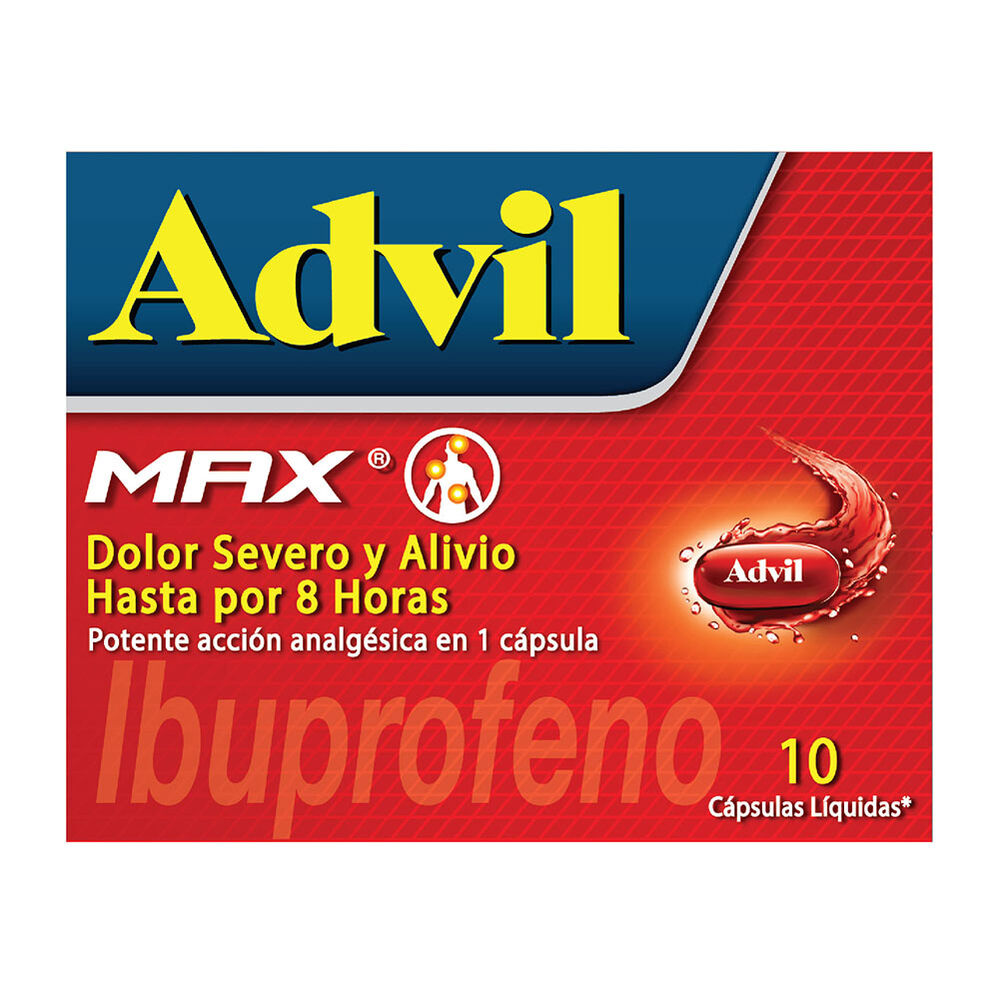 Advil
MAX ®
Dolor Severo y Alivio
Hasta por 8 Horas
Potente acción analgésica en 1 cápsula
Ibuprofeno
Advil
10
Cápsulas Líquidas*